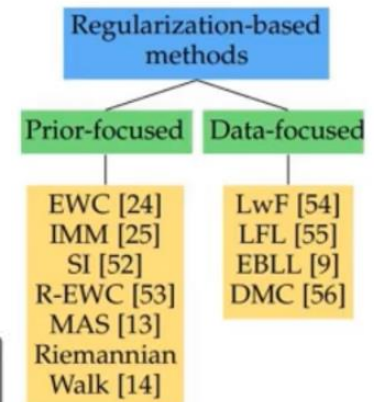 Regularization-based
methods
Prior-focused
Data-focused
EWC [24]
IMM [25]
SI [52]
R-EWC [53]
MAS [13]
Riemannian
Walk [14]
LwF [54]
LFL [55]
EBLL [9]
DMC [56]